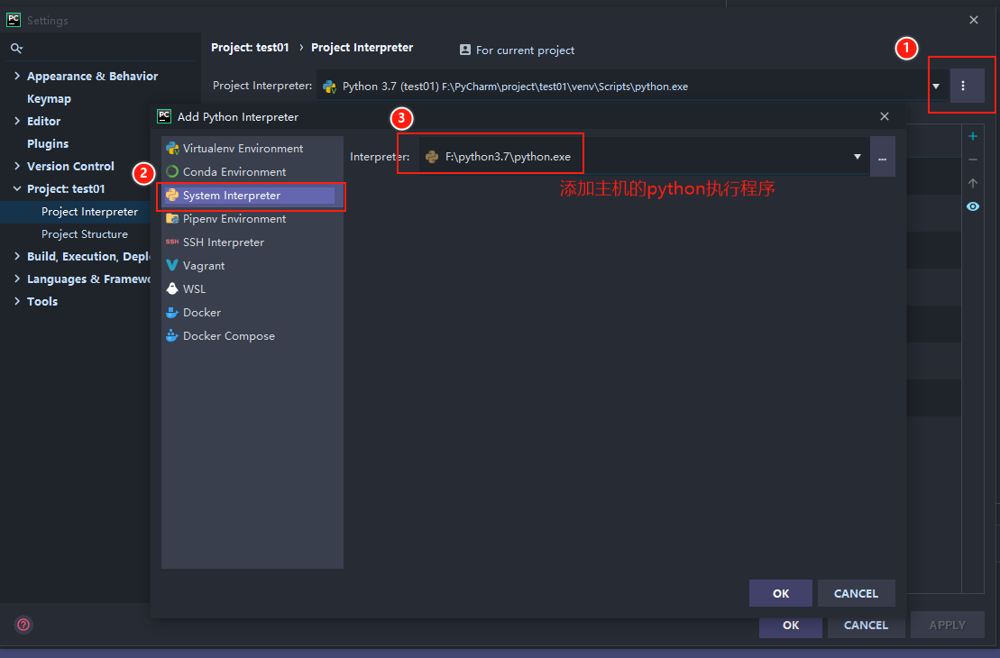 PC Settings
Project: test01 › Project Interpreter
For current project
1
Project Interpreter: Python 3.7 (test01) F:\PyCharm\project\test01\venv\Scripts\python.exe
Appearance & Behavior
Keymap
Editor
Plugins
Version Control
Project: test01
Project Interpreter
Project Structure
Build, Execution, Deplo
Languages & Framewo
Tools
PC Add Python Interpreter
3
2
Virtualenv Environment
Conda Environment
System Interpreter
Pipenv Environment
SSH SSH Interpreter
Vagrant
WSL
Docker
Docker Compose
Interpreter: F:\python3.7\python.exe
...
添加主机的python执行程序
OK CANCEL
? OK CANCEL APPLY